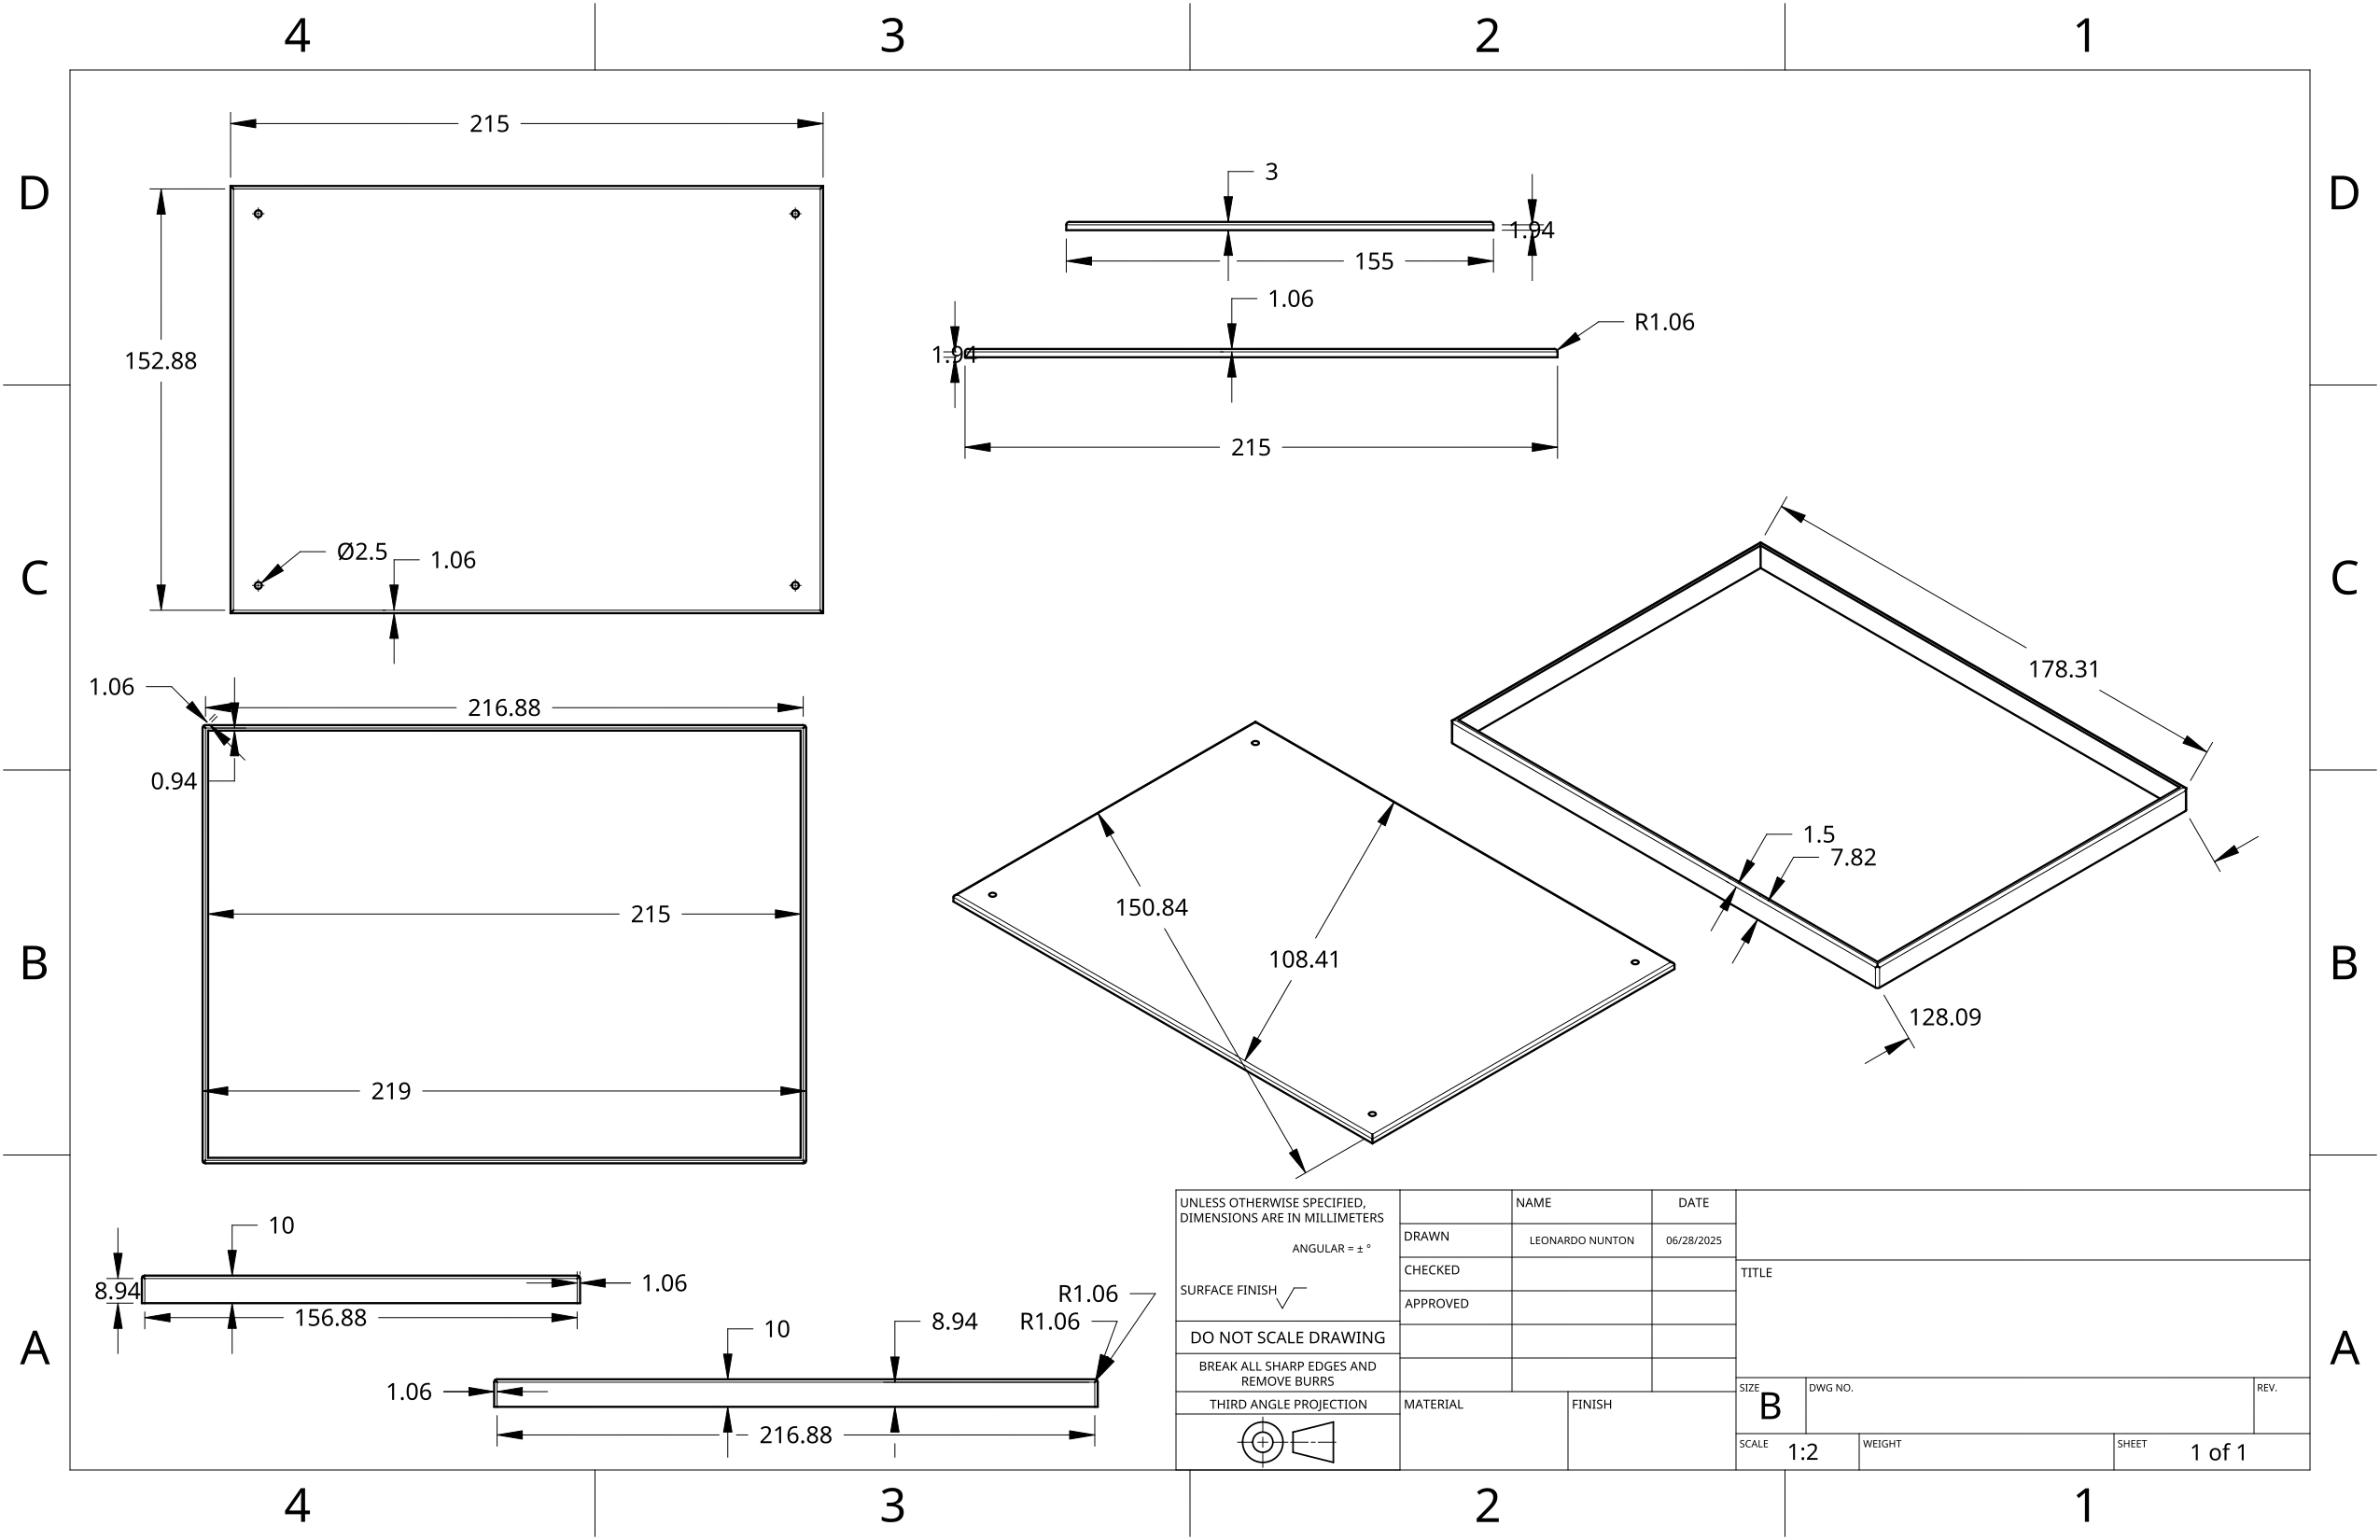 4
3
2
1
D
D
C
C
B
B
A
A
4
3
2
1
215
152.88
Ø2.5
1.06
3
1.94
155
1.06
R1.06
1.94
215
1.06
216.88
0.94
215
219
178.31
1.5
7.82
128.09
150.84
108.41
10
8.94
1.06
156.88
R1.06
R1.06
10
8.94
1.06
216.88
UNLESS OTHERWISE SPECIFIED,
DIMENSIONS ARE IN MILLIMETERS
ANGULAR = ± °
SURFACE FINISH
DO NOT SCALE DRAWING
BREAK ALL SHARP EDGES AND
REMOVE BURRS
THIRD ANGLE PROJECTION
NAME
DATE
DRAWN
LEONARDO NUNTON
06/28/2025
CHECKED
APPROVED
MATERIAL
FINISH
TITLE
SIZE
B
DWG NO.
REV.
SCALE
1:2
WEIGHT
SHEET
1 of 1